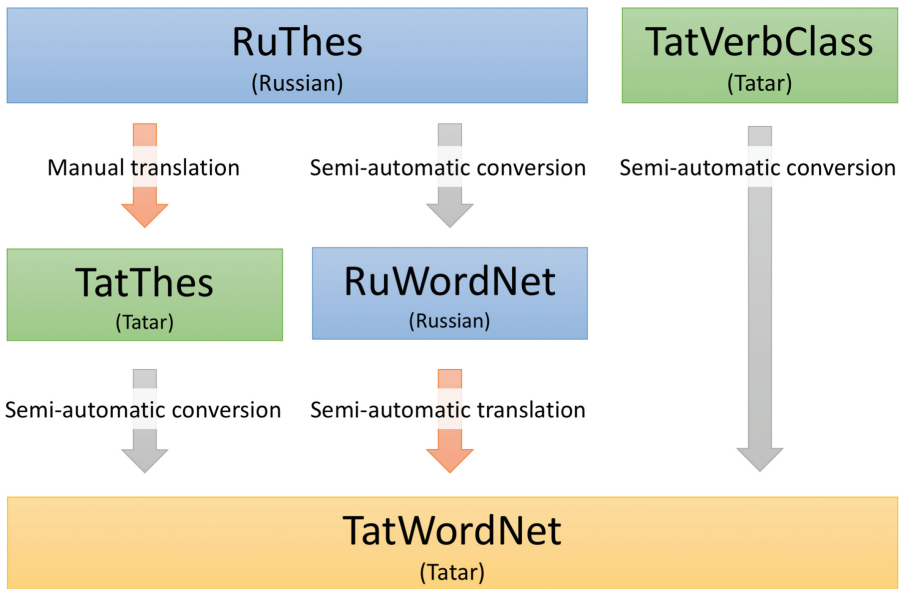 RuThes
(Russian)
TatVerbClass
(Tatar)
Manual translation
Semi-automatic conversion
Semi-automatic conversion
TatThes
(Tatar)
RuWordNet
(Russian)
Semi-automatic conversion
Semi-automatic translation
TatWordNet
(Tatar)